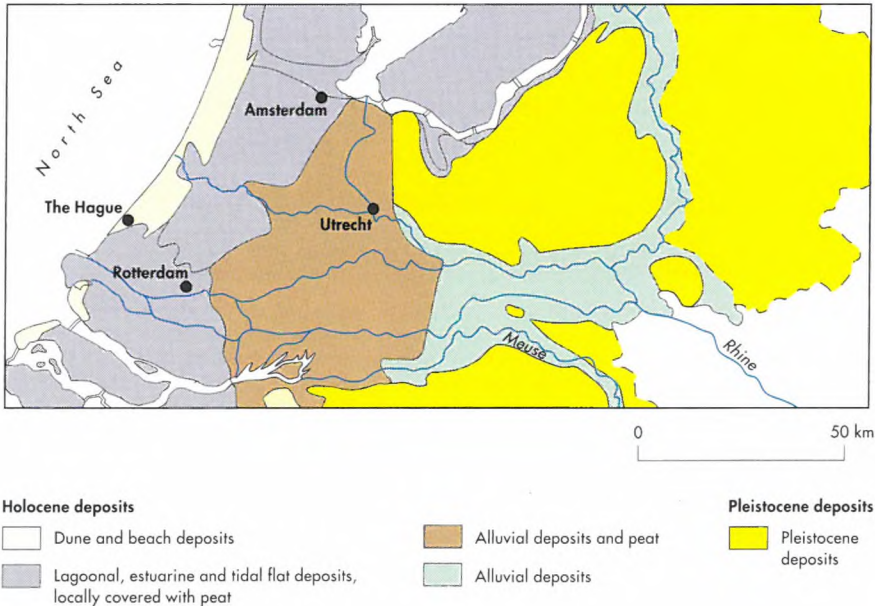 North Sea
Amsterdam
The Hague
Utrecht
Rotterdam
Meuse
Rhine
0 50 km
Holocene deposits
Dune and beach deposits
Lagoonal, estuarine and tidal flat deposits,
locally covered with peat
Alluvial deposits and peat
Alluvial deposits
Pleistocene deposits
Pleistocene
deposits